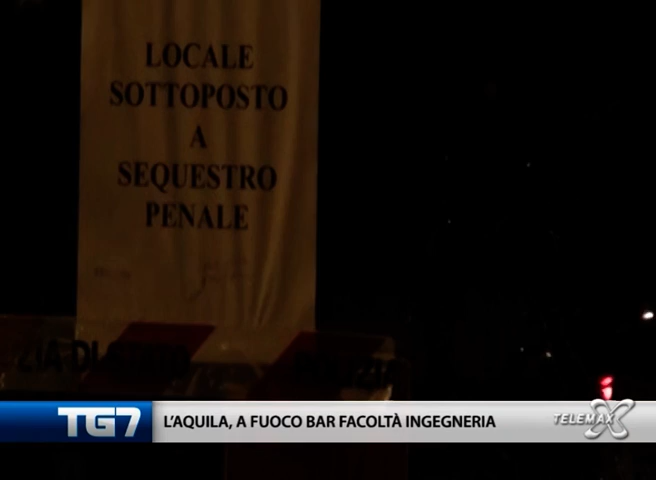 LOCALE
SOTTOPOSTO
A
SEQUESTRO
PENALE
TG7 L'AQUILA, A FUOCO BAR FACOLTÀ INGEGNERIA TELEMAX